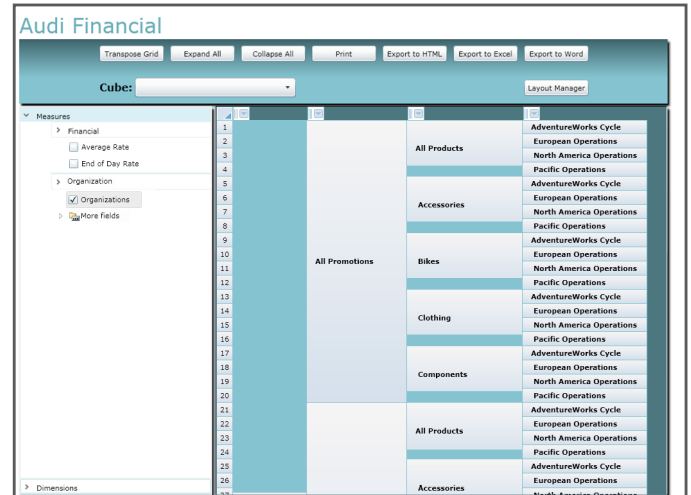 Audi Financial
Transpose Grid Expand All Collapse All Print Export to HTML Export to Excel Export to Word
Cube: Layout Manager
Measures
Financial
Average Rate
End of Day Rate
Organization
Organizations
More fields
Dimensions
1 AdventureWorks Cycle
2 All Products European Operations
3 North America Operations
4 Pacific Operations
5 AdventureWorks Cycle
6 Accessories European Operations
7 North America Operations
8 Pacific Operations
9 AdventureWorks Cycle
10 All Promotions Bikes European Operations
11 North America Operations
12 Pacific Operations
13 AdventureWorks Cycle
14 Clothing European Operations
15 North America Operations
16 Pacific Operations
17 AdventureWorks Cycle
18 Components European Operations
19 North America Operations
20 Pacific Operations
21 AdventureWorks Cycle
22 All Products European Operations
23 North America Operations
24 Pacific Operations
25 AdventureWorks Cycle
26 Accessories European Operations
27 North America Operations